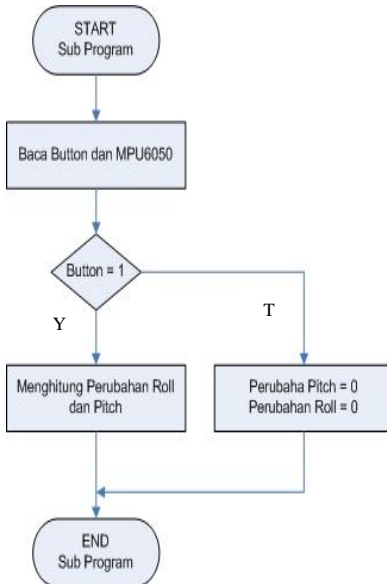 START
Sub Program
Baca Button dan MPU6050
Button = 1
Y
T
Menghitung Perubahan Roll
dan Pitch
Perubaha Pitch = 0
Perubahan Roll = 0
END
Sub Program